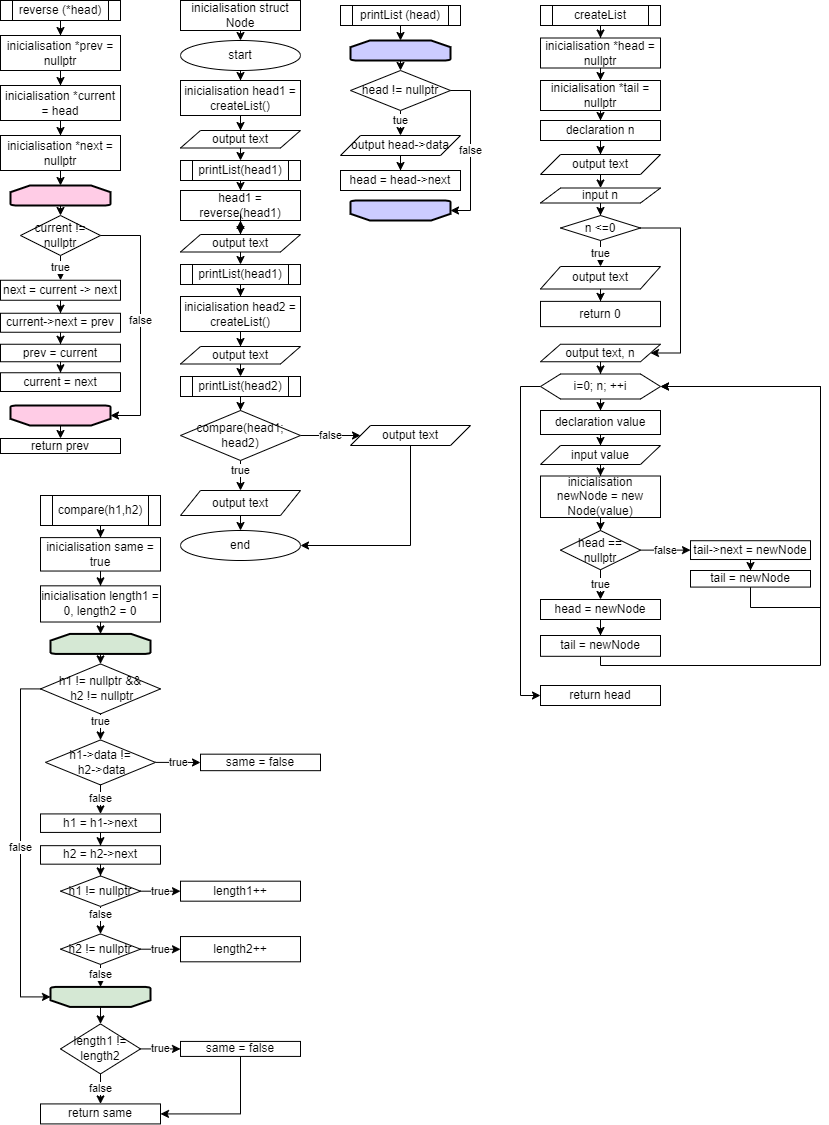 reverse (*head)
inicialisation *prev =
nullptr
inicialisation *current
= head
inicialisation *next =
nullptr
current !=
nullptr
true
false
next = current -> next
current->next = prev
prev = current
current = next
return prev
inicialisation struct
Node
start
inicialisation head1 =
createList()
output text
printList(head1)
head1 =
reverse(head1)
output text
printList(head1)
inicialisation head2 =
createList()
output text
printList(head2)
compare(head1;
head2)
false
output text
true
output text
end
printList (head)
head != nullptr
tue
false
output head->data
head = head->next
createList
inicialisation *head =
nullptr
inicialisation *tail =
nullptr
declaration n
output text
input n
n <=0
true
output text
return 0
output text, n
i=0; n; ++i
declaration value
input value
inicialisation
newNode = new
Node(value)
head ==
nullptr
false
tail->next = newNode
tail = newNode
true
head = newNode
tail = newNode
return head
compare(h1,h2)
inicialisation same =
true
inicialisation length1 =
0, length2 = 0
h1 != nullptr &&
h2 != nullptr
true
false
h1->data !=
h2->data
true
same = false
false
h1 = h1->next
h2 = h2->next
h1 != nullptr
true
length1++
false
h2 != nullptr
true
length2++
false
length1 !=
length2
true
same = false
false
return same